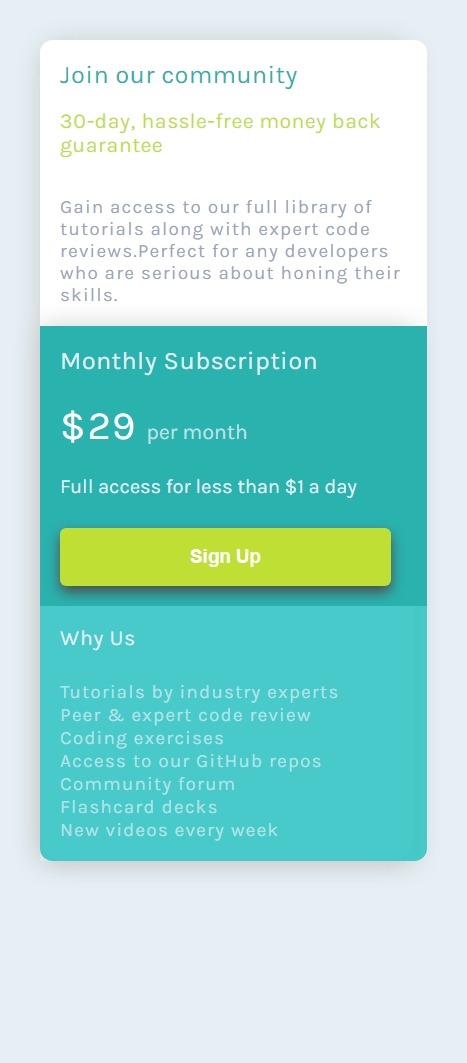 Join our community
30-day, hassle-free money back
guarantee
Gain access to our full library of
tutorials along with expert code
reviews.Perfect for any developers
who are serious about honing their
skills.
Monthly Subscription
$29 per month
Full access for less than $1 a day
Sign Up
Why Us
Tutorials by industry experts
Peer & expert code review
Coding exercises
Access to our GitHub repos
Community forum
Flashcard decks
New videos every week